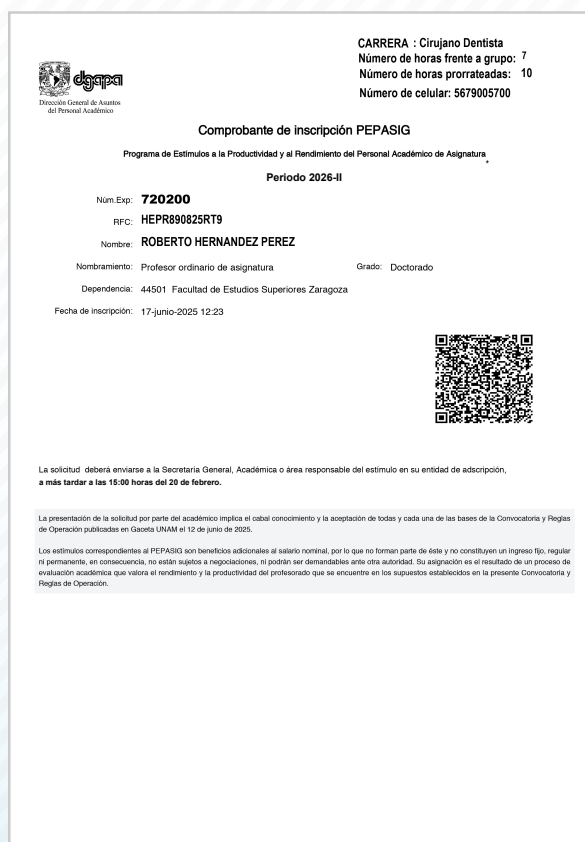 CARRERA : Cirujano Dentista
Número de horas frente a grupo: 7
Número de horas prorrateadas: 10
Número de celular: 5679005700
dgapa
Dirección General de Asuntos
del Personal Académico
Comprobante de inscripción PEPASIG
Programa de Estímulos a la Productividad y al Rendimiento del Personal Académico de Asignatura
*
Periodo 2026-II
Núm.Exp: 720200
RFC: HEPR890825RT9
Nombre: ROBERTO HERNANDEZ PEREZ
Nombramiento: Profesor ordinario de asignatura Grado: Doctorado
Dependencia: 44501 Facultad de Estudios Superiores Zaragoza
Fecha de inscripción: 17-junio-2025 12:23
La solicitud deberá enviarse a la Secretaría General, Académica o área responsable del estímulo en su entidad de adscripción,
a más tardar a las 15:00 horas del 20 de febrero.
La presentación de la solicitud por parte del académico implica el cabal conocimiento y la aceptación de todas y cada una de las bases de la Convocatoria y Reglas
de Operación publicadas en Gaceta UNAM el 12 de junio de 2025.
Los estímulos correspondientes al PEPASIG son beneficios adicionales al salario nominal, por lo que no forman parte de éste y no constituyen un ingreso fijo, regular
ni permanente, en consecuencia, no están sujetos a negociaciones, ni podrán ser demandables ante otra autoridad. Su asignación es el resultado de un proceso de
evaluación académica que valora el rendimiento y la productividad del profesorado que se encuentre en los supuestos establecidos en la presente Convocatoria y
Reglas de Operación.